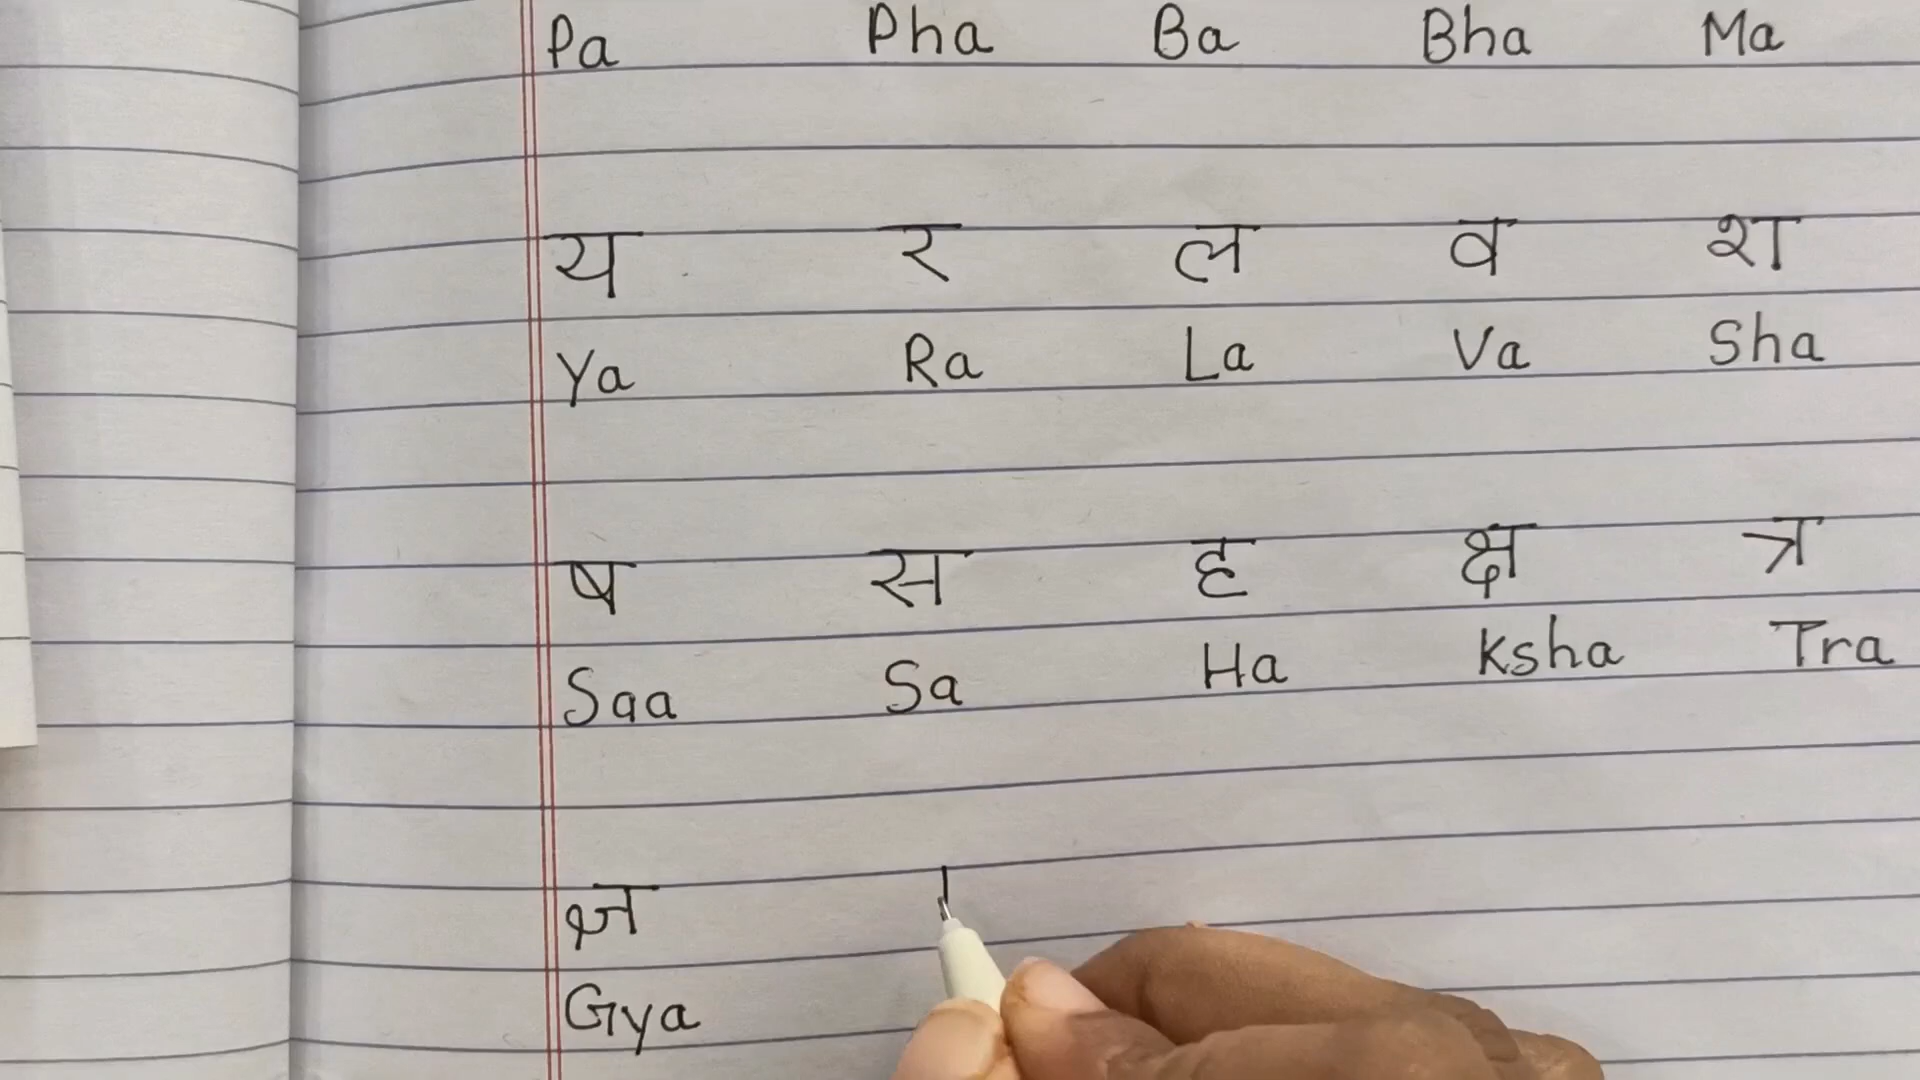 Pa Pha Ba Bha Ma
य र ल व श
Ya Ra La Va Sha
ष स ह क्ष त्र
Saa Sa Ha Ksha Tra
ज्ञ
Gya